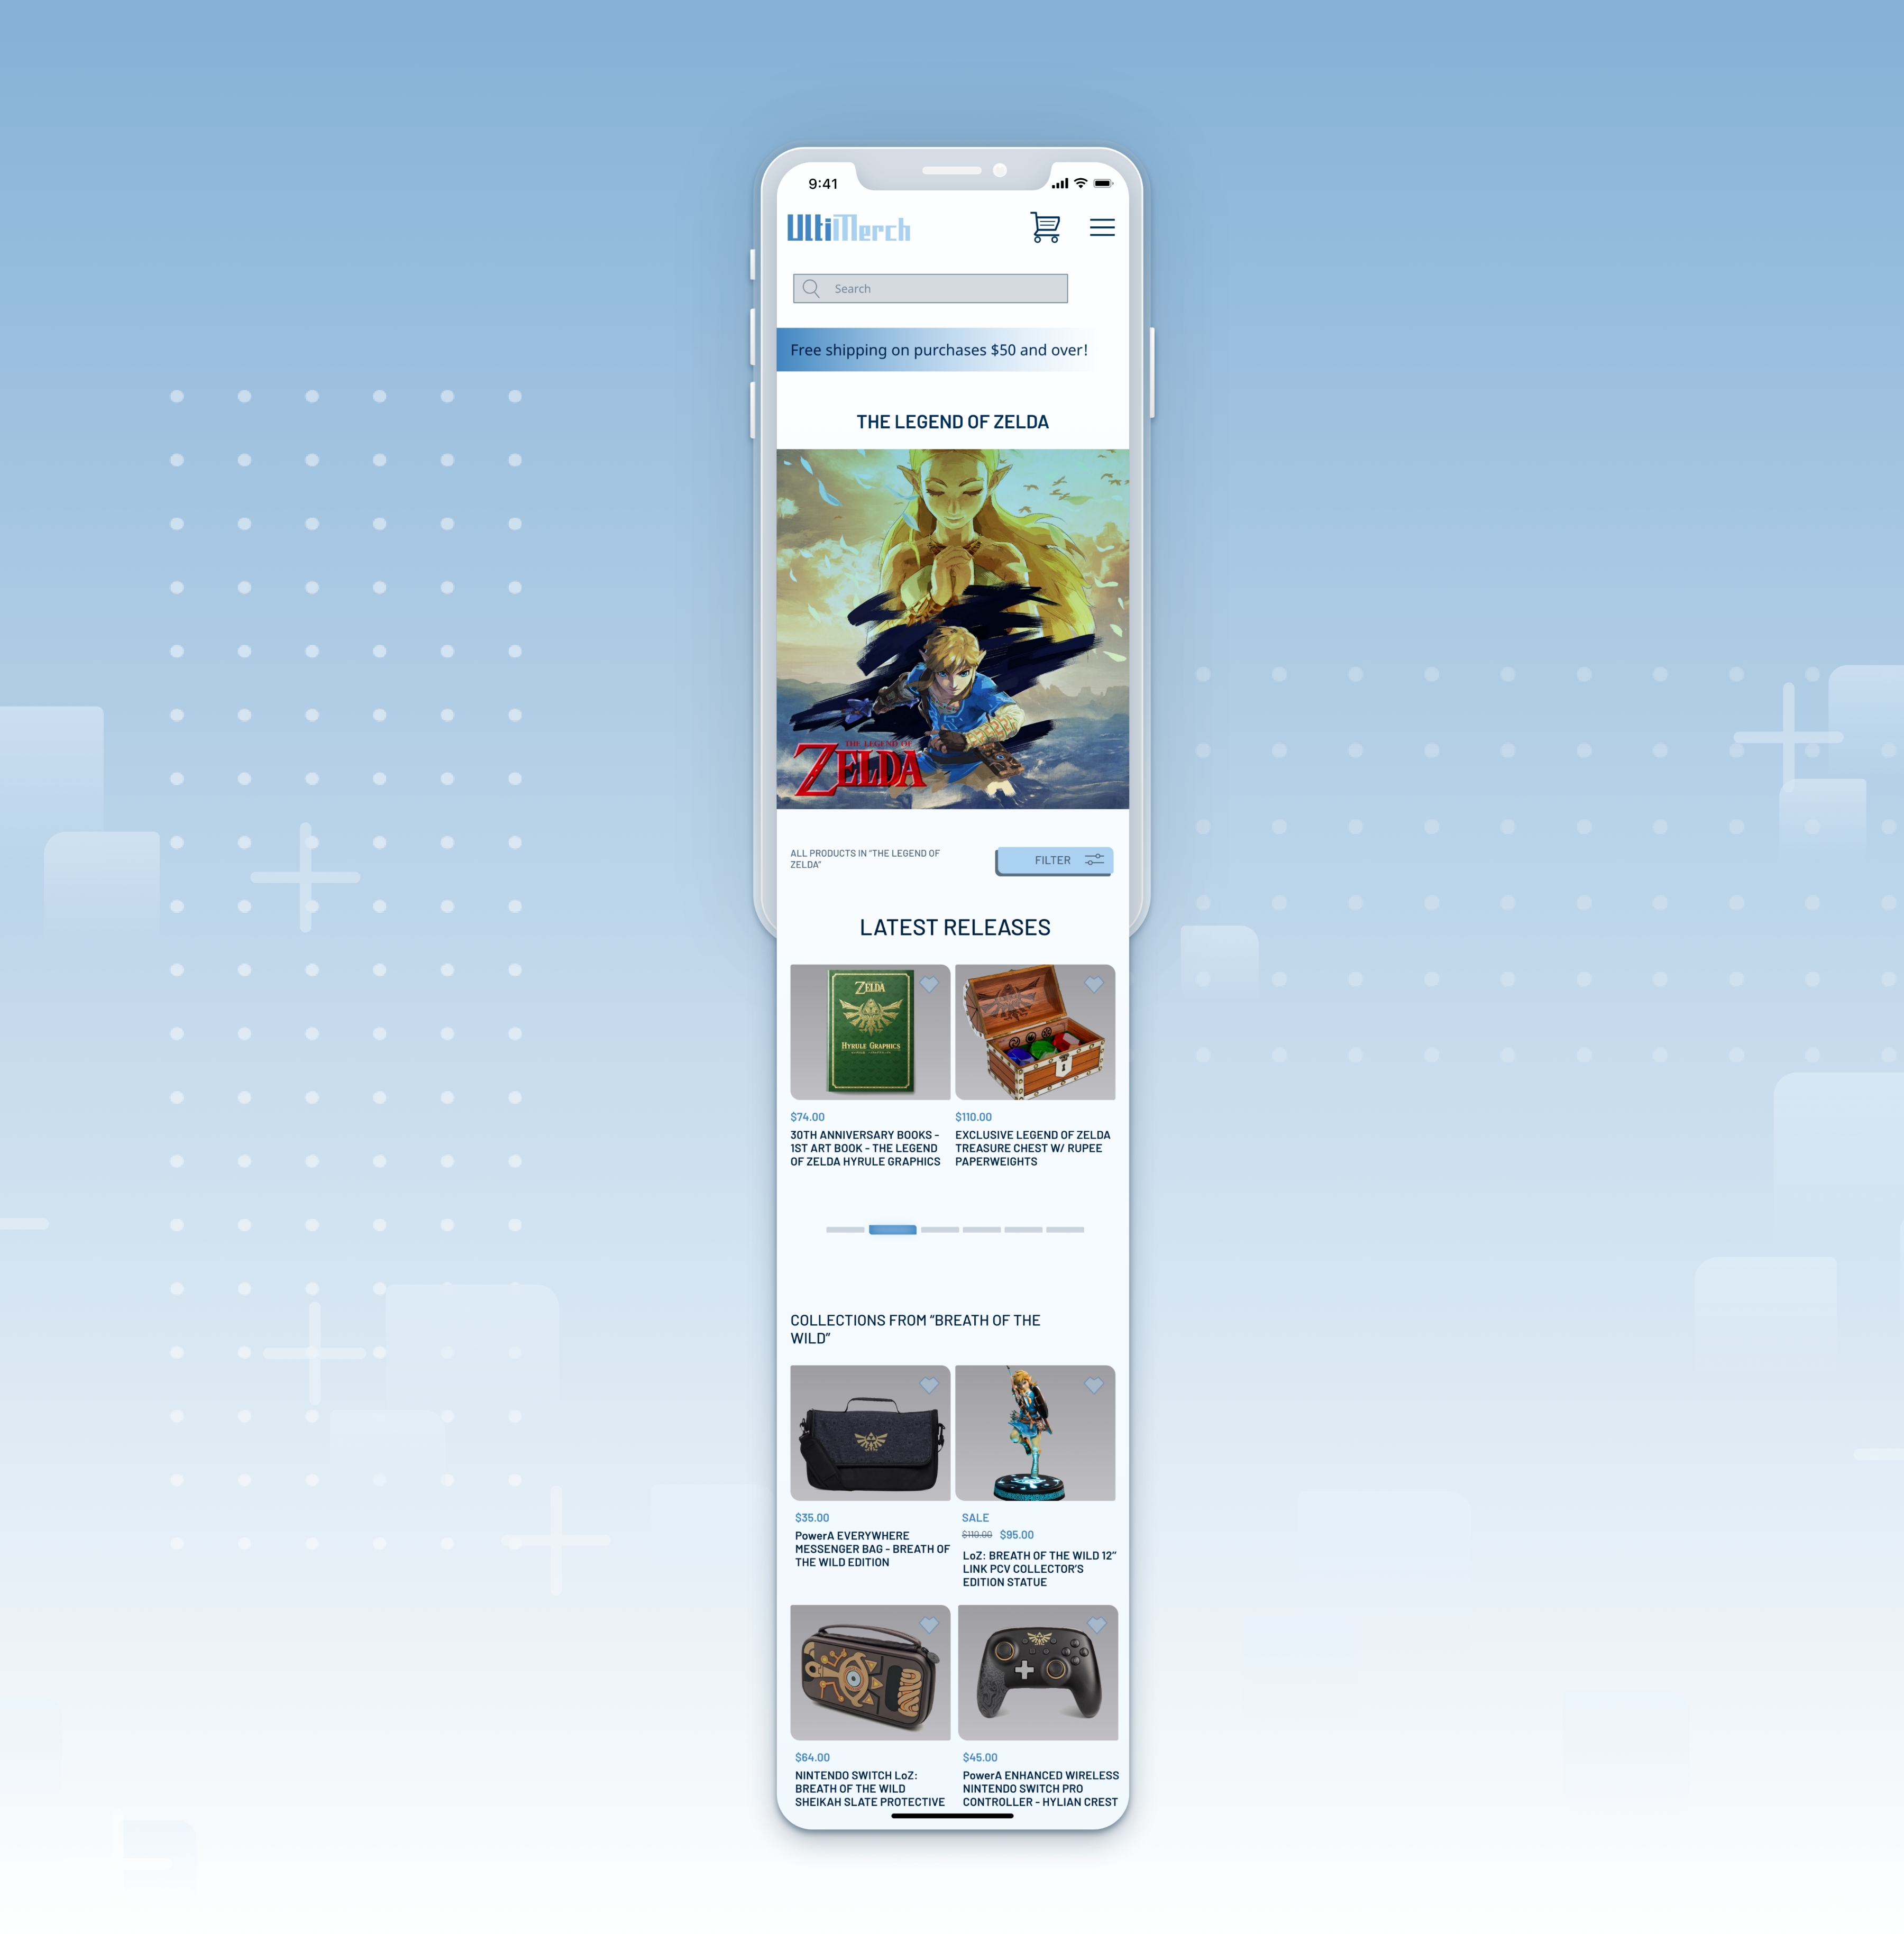 9:41
UltiMerch
Search
Free shipping on purchases $50 and over!
THE LEGEND OF ZELDA
THE LEGEND OF
ZELDA
ALL PRODUCTS IN “THE LEGEND OF
ZELDA”
FILTER
LATEST RELEASES
ZELDA
HYRULE GRAPHICS
$74.00
30TH ANNIVERSARY BOOKS -
1ST ART BOOK - THE LEGEND
OF ZELDA HYRULE GRAPHICS
$110.00
EXCLUSIVE LEGEND OF ZELDA
TREASURE CHEST W/ RUPEE
PAPERWEIGHTS
COLLECTIONS FROM “BREATH OF THE
WILD”
$35.00
PowerA EVERYWHERE
MESSENGER BAG - BREATH OF
THE WILD EDITION
SALE
$110.00 $95.00
LoZ: BREATH OF THE WILD 12”
LINK PCV COLLECTOR’S
EDITION STATUE
$64.00
NINTENDO SWITCH LoZ:
BREATH OF THE WILD
SHEIKAH SLATE PROTECTIVE
$45.00
PowerA ENHANCED WIRELESS
NINTENDO SWITCH PRO
CONTROLLER - HYLIAN CREST